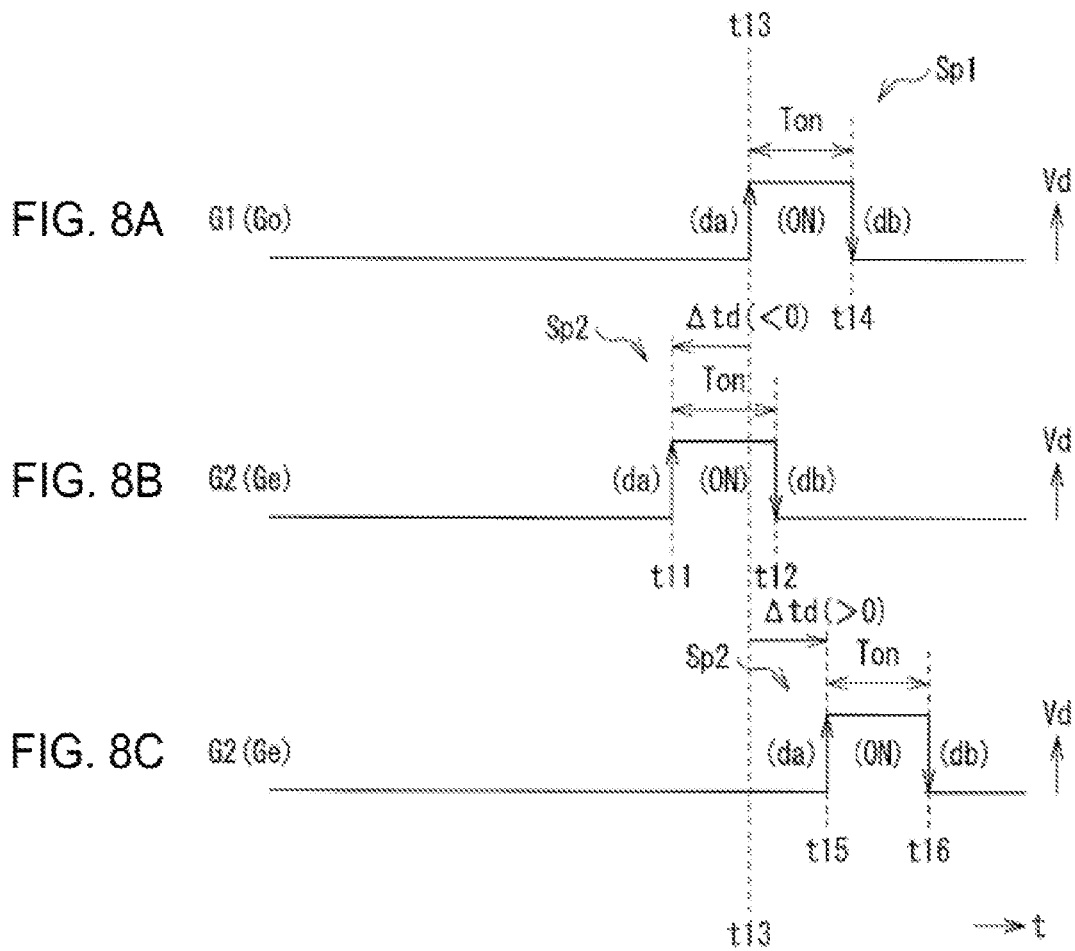 t13
Sp1
Ton
Vd
FIG. 8A G1(Go) (da) (ON) (db)
Δtd(<0) t14
Sp2
Ton
Vd
FIG. 8B G2(Ge) (da) (ON) (db)
t11 t12
Δtd(>0)
Sp2 Ton
Vd
FIG. 8C G2(Ge) (da) (ON) (db)
t15 t16
t13 t